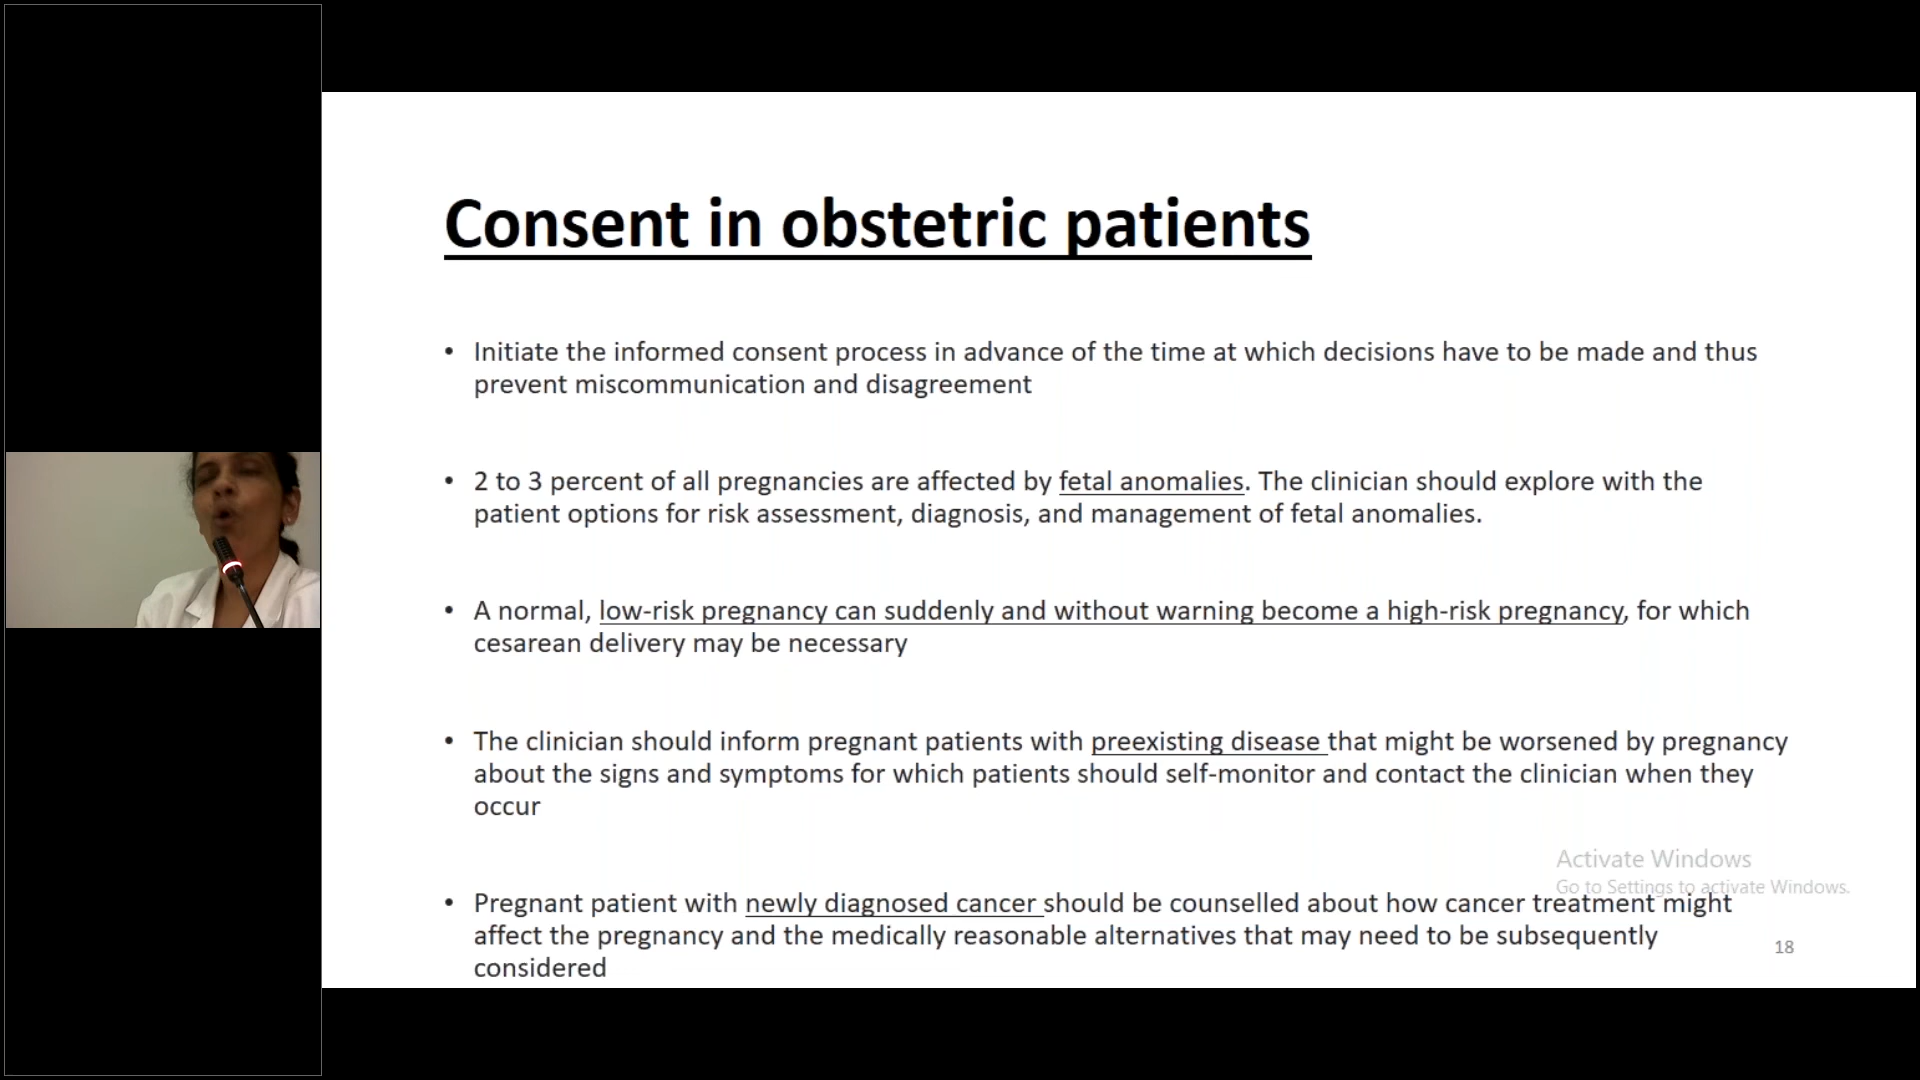 Consent in obstetric patients
• Initiate the informed consent process in advance of the time at which decisions have to be made and thus
prevent miscommunication and disagreement
• 2 to 3 percent of all pregnancies are affected by fetal anomalies. The clinician should explore with the
patient options for risk assessment, diagnosis, and management of fetal anomalies.
• A normal, low-risk pregnancy can suddenly and without warning become a high-risk pregnancy, for which
cesarean delivery may be necessary
• The clinician should inform pregnant patients with preexisting disease that might be worsened by pregnancy
about the signs and symptoms for which patients should self-monitor and contact the clinician when they
occur
Activate Windows
Go to Settings to activate Windows.
• Pregnant patient with newly diagnosed cancer should be counselled about how cancer treatment might
affect the pregnancy and the medically reasonable alternatives that may need to be subsequently
considered
18